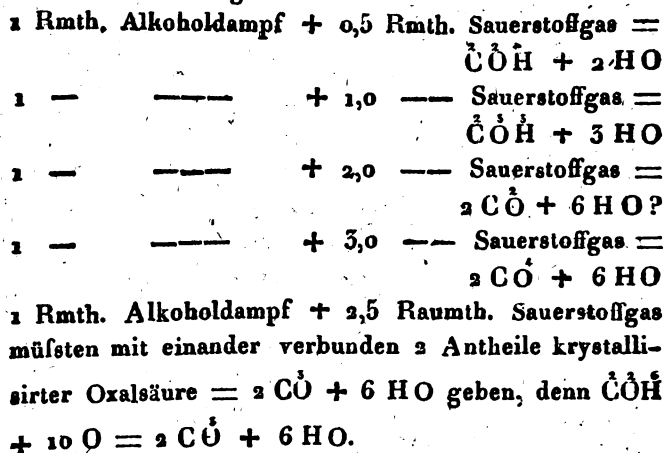 1 Rmth. Alkoholdampf + 0,5 Rmth. Sauerstoffgas =
C²O²H⁴ + 2 HO
1 — —— + 1,0 — Sauerstoffgas =
C²O³H³ + 3 HO
1 — —— + 2,0 — Sauerstoffgas =
2 CO² + 6 HO?
1 — —— + 3,0 — Sauerstoffgas =
2 CO⁴ + 6 HO
1 Rmth. Alkoholdampf + 2,5 Raumth. Sauerstoffgas
müſsten mit einander verbunden 2 Antheile krystalli-
sirter Oxalsäure = 2 CO³ + 6 HO geben, denn C²O²H⁶
+ 10 O = 2 CO³ + 6 HO.